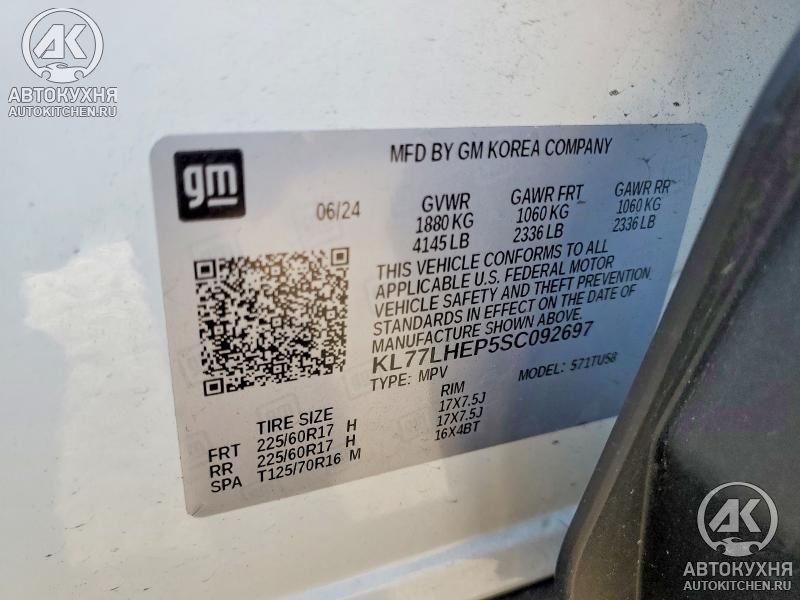 AK
АВТОКУХНЯ
AUTOKITCHEN.RU
gm
MFD BY GM KOREA COMPANY
06/24
GVWR GAWR FRT GAWR RR
1880 KG 1060 KG 1060 KG
4145 LB 2336 LB 2336 LB
THIS VEHICLE CONFORMS TO ALL
APPLICABLE U.S. FEDERAL MOTOR
VEHICLE SAFETY AND THEFT PREVENTION
STANDARDS IN EFFECT ON THE DATE OF
MANUFACTURE SHOWN ABOVE.
KL77LHEP5SC092697
TYPE: MPV MODEL: 571TU58
TIRE SIZE RIM
FRT 225/60R17 H 17X7.5J
RR 225/60R17 H 17X7.5J
SPA T125/70R16 M 16X4BT
AK
АВТОКУХНЯ
AUTOKITCHEN.RU